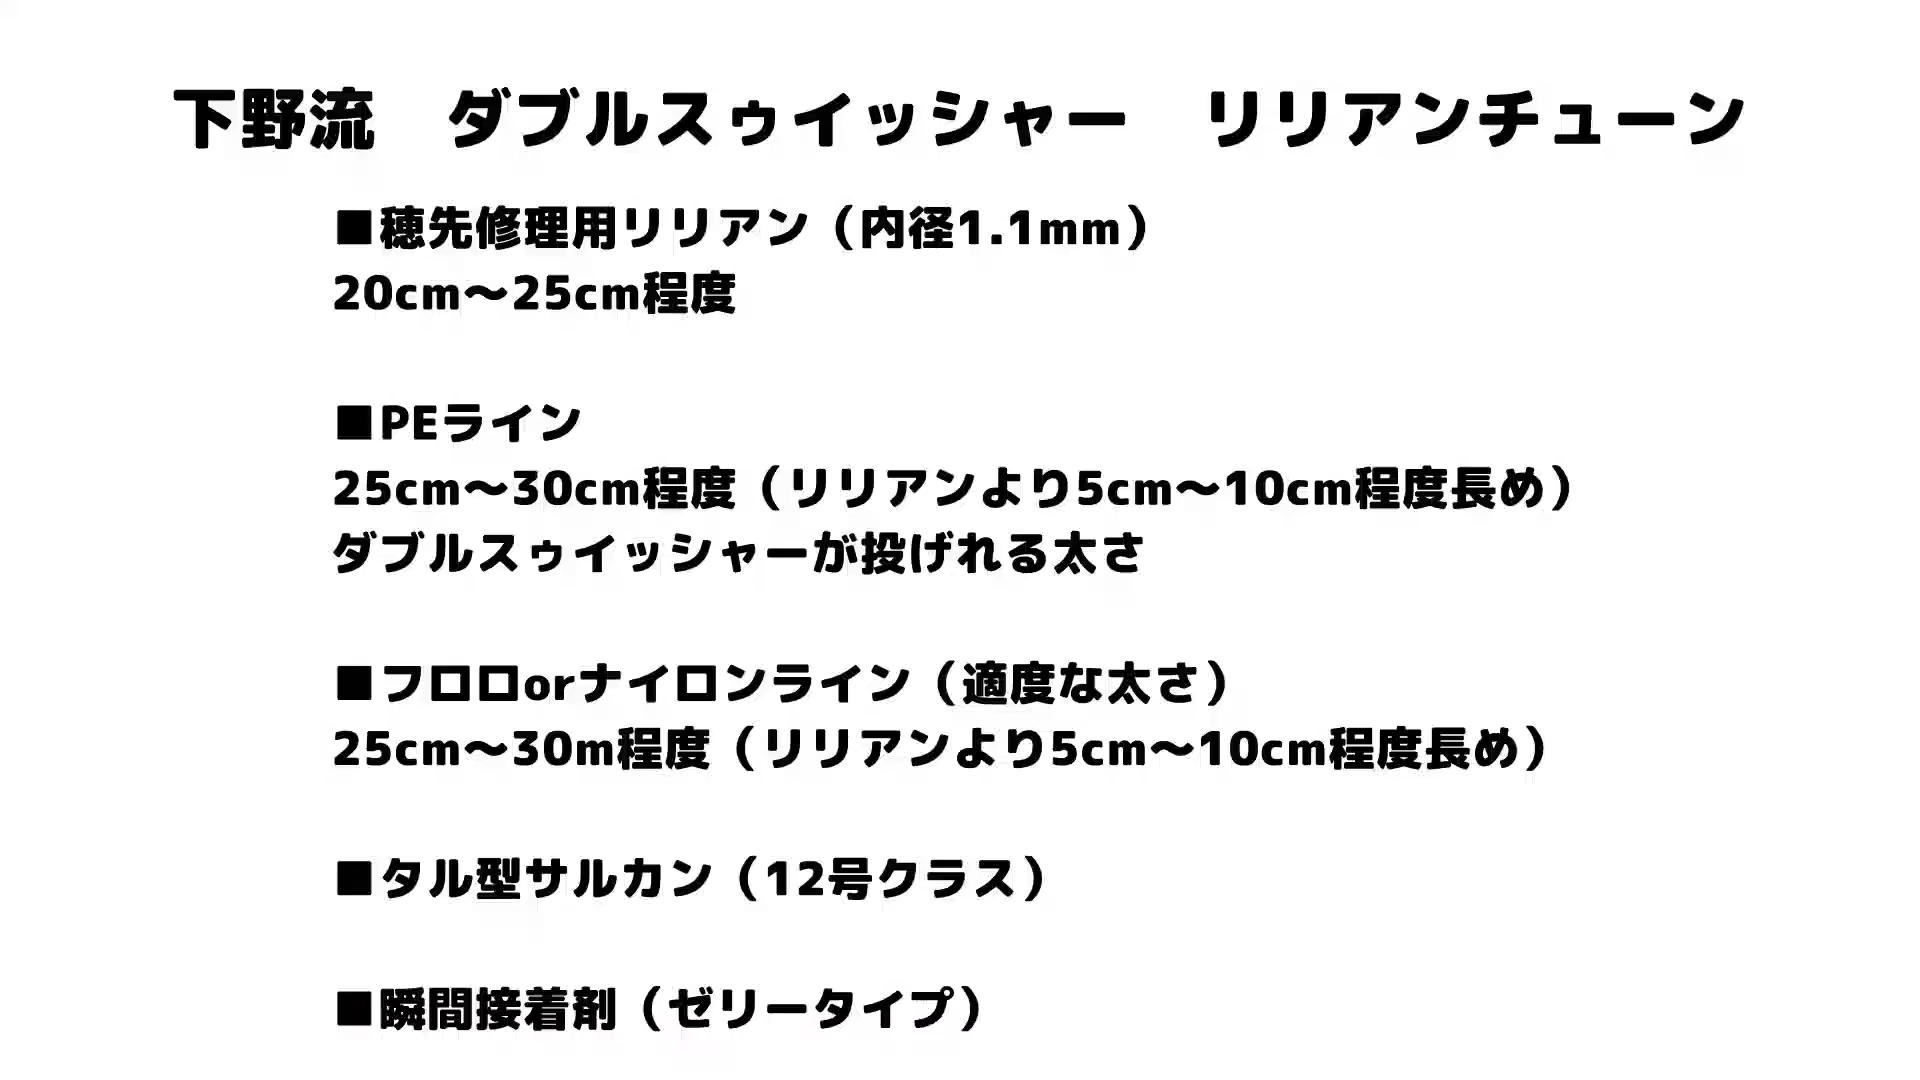 下野流　ダブルスゥイッシャー　リリアンチューン
■穂先修理用リリアン（内径1.1mm）
20cm〜25cm程度
■PEライン
25cm〜30cm程度（リリアンより5cm〜10cm程度長め）
ダブルスゥイッシャーが投げれる太さ
■フロロorナイロンライン（適度な太さ）
25cm〜30m程度（リリアンより5cm〜10cm程度長め）
■タル型サルカン（12号クラス）
■瞬間接着剤（ゼリータイプ）